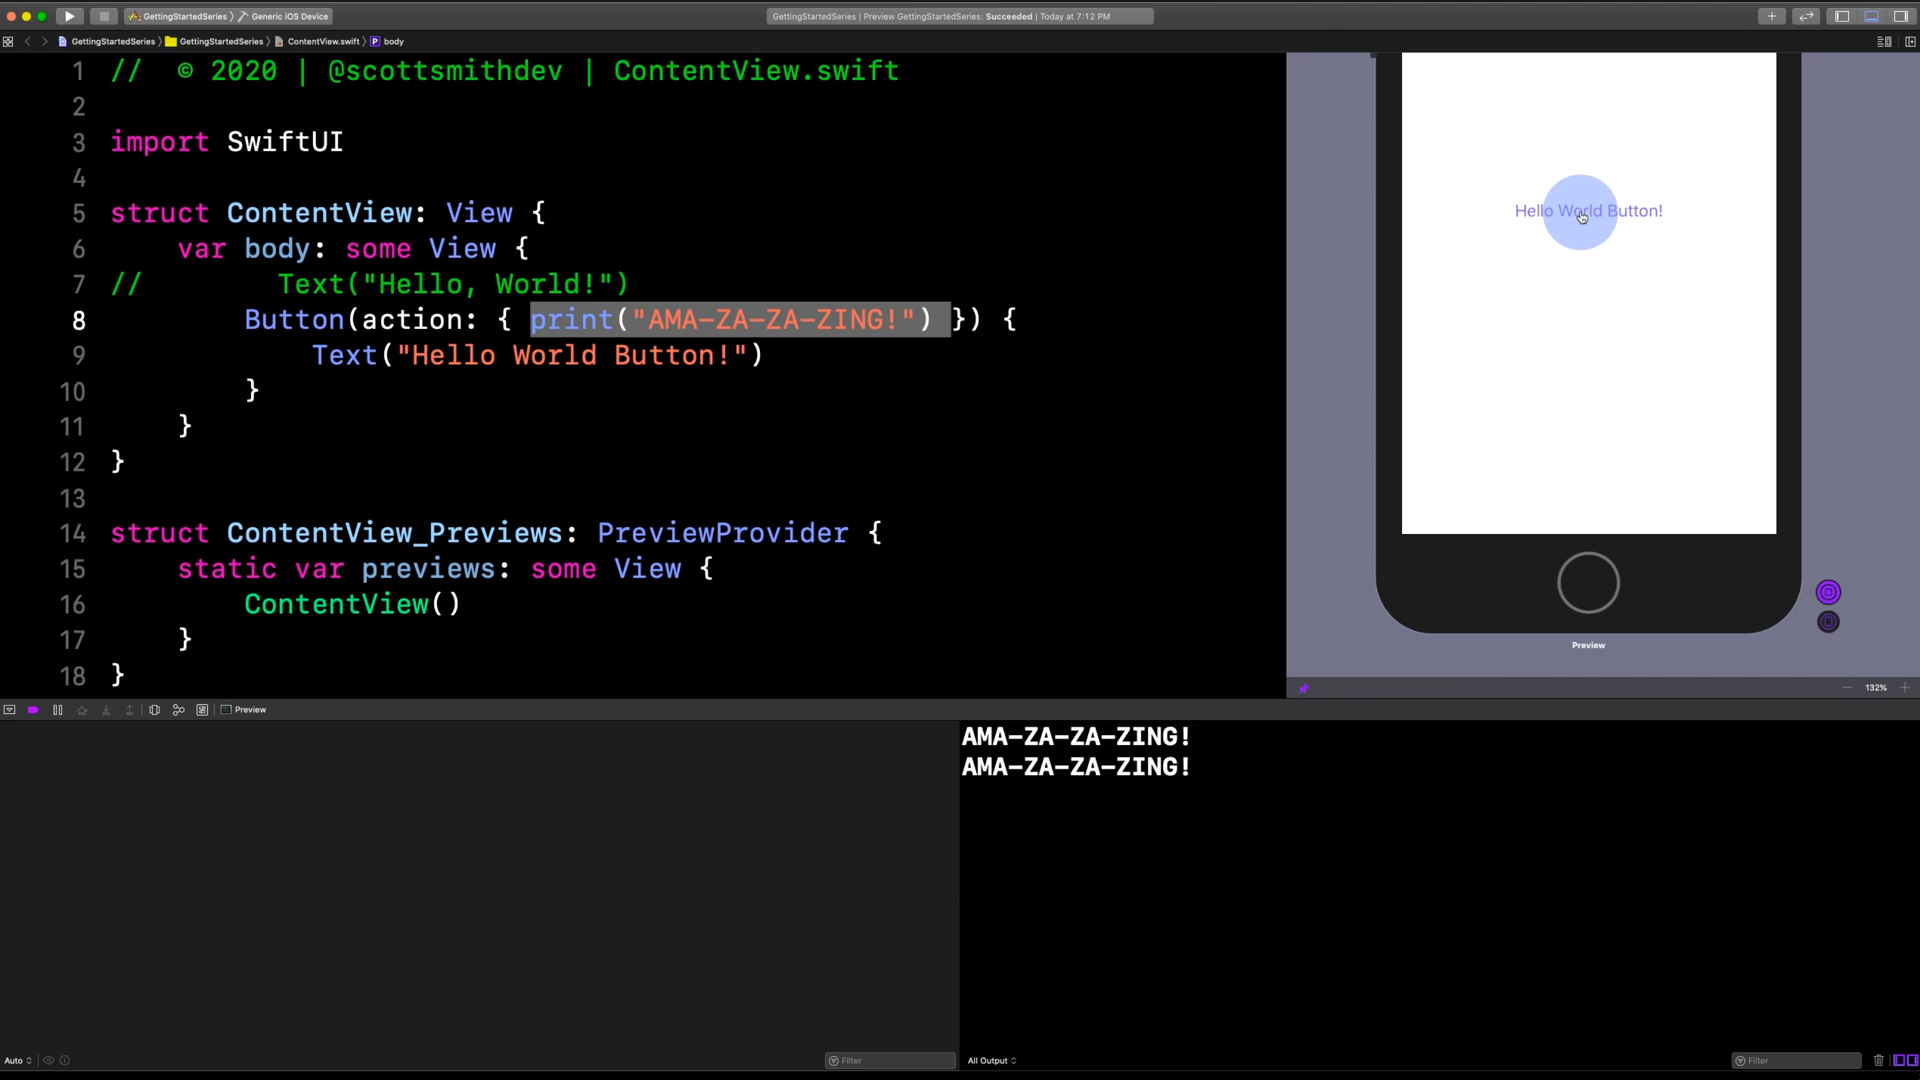 GettingStartedSeries Generic iOS Device
GettingStartedSeries | Preview GettingStartedSeries: Succeeded | Today at 7:12 PM
GettingStartedSeries GettingStartedSeries ContentView.swift P body
1 // © 2020 | @scottsmithdev | ContentView.swift
2
3 import SwiftUI
4
5 struct ContentView: View {
6 var body: some View {
7 // Text("Hello, World!")
8 Button(action: { print("AMA-ZA-ZA-ZING!") }) {
9 Text("Hello World Button!")
10 }
11 }
12 }
13
14 struct ContentView_Previews: PreviewProvider {
15 static var previews: some View {
16 ContentView()
17 }
18 }
Hello World Button!
Preview
132%
Preview
AMA-ZA-ZA-ZING!
AMA-ZA-ZA-ZING!
Auto
Filter
All Output
Filter